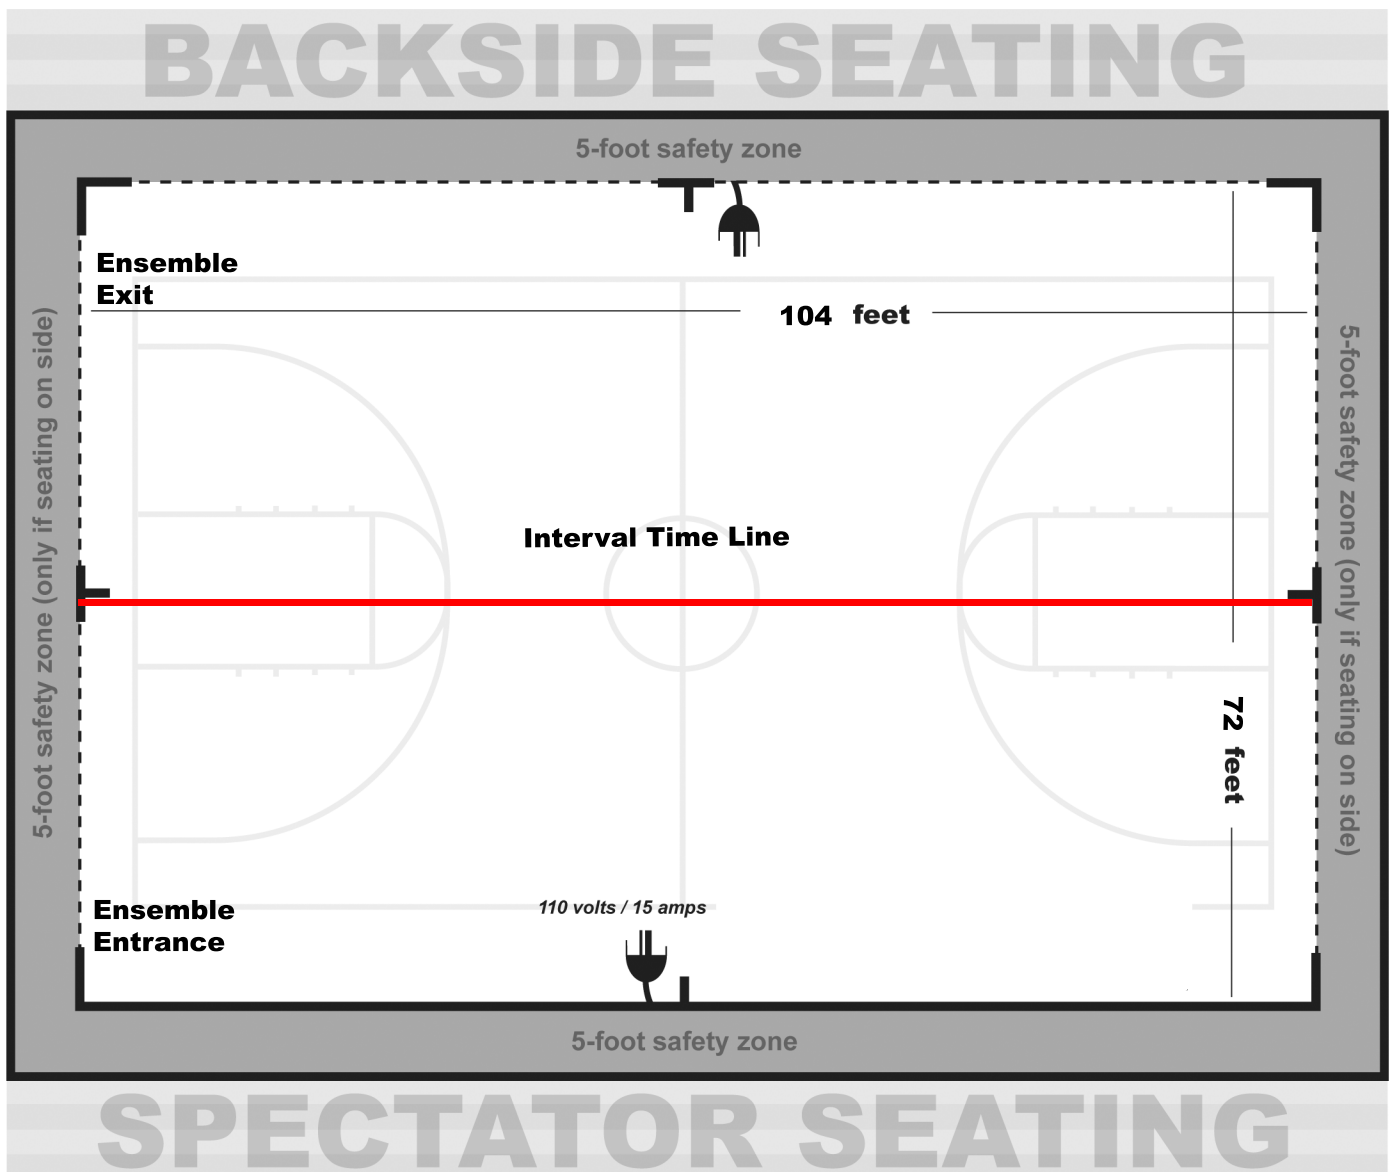 BACKSIDE SEATING
5-foot safety zone
Ensemble
Exit
104 feet
5-foot safety zone (only if seating on side)
5-foot safety zone (only if seating on side)
Interval Time Line
72 feet
Ensemble
Entrance
110 volts / 15 amps
5-foot safety zone
SPECTATOR SEATING